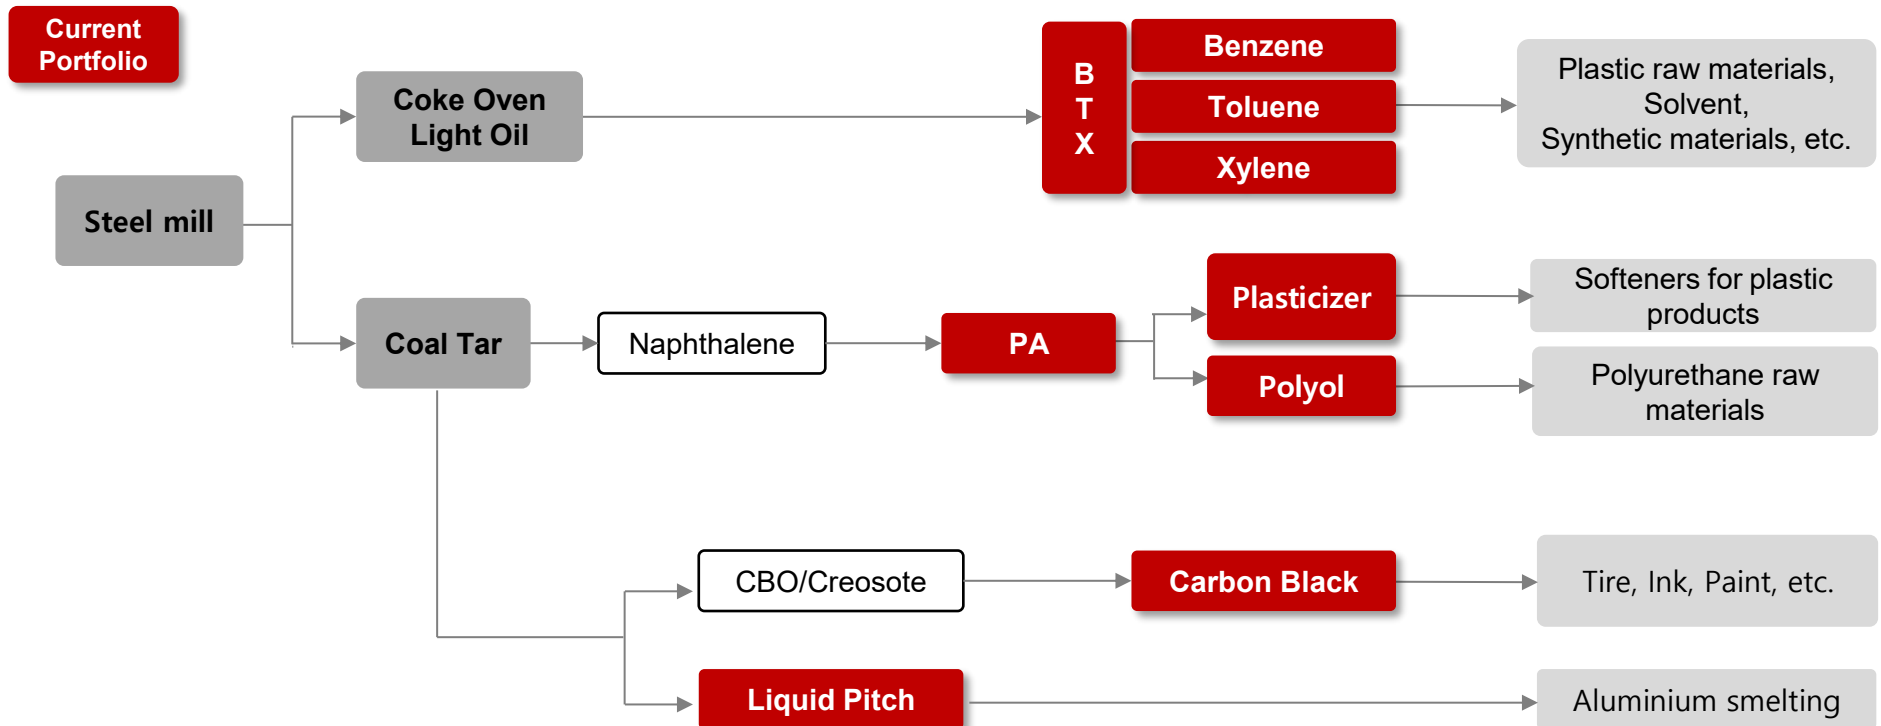 Current
Portfolio
Coke Oven
Light Oil
B
T
X
Benzene
Toluene
Xylene
Plastic raw materials,
Solvent,
Synthetic materials, etc.
Steel mill
Coal Tar
Naphthalene
PA
Plasticizer
Softeners for plastic
products
Polyol
Polyurethane raw
materials
CBO/Creosote
Carbon Black
Tire, Ink, Paint, etc.
Liquid Pitch
Aluminium smelting